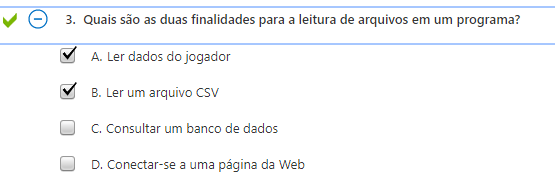 3. Quais são as duas finalidades para a leitura de arquivos em um programa?
A. Ler dados do jogador
B. Ler um arquivo CSV
C. Consultar um banco de dados
D. Conectar-se a uma página da Web